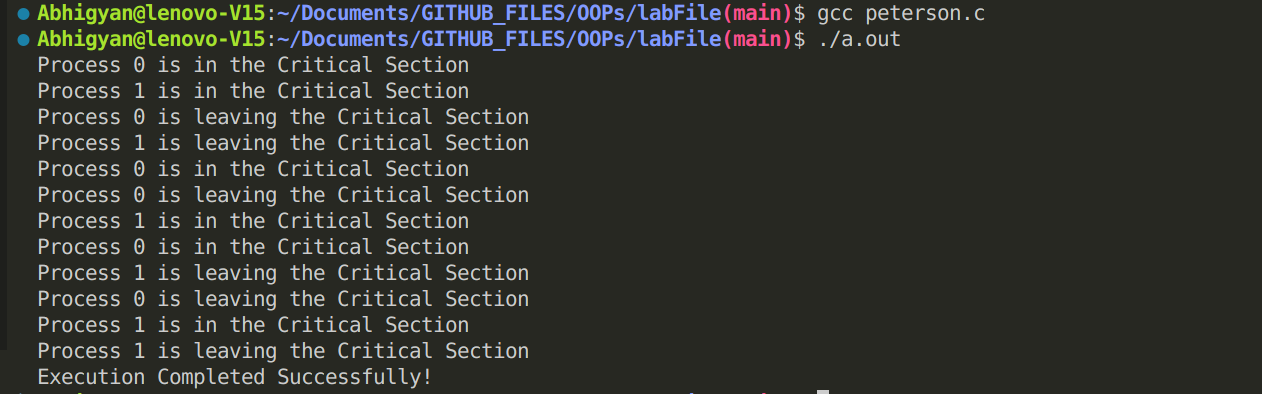 Abhigyan@lenovo-V15:~/Documents/GITHUB_FILES/OOPs/labFile(main)$ gcc peterson.c
Abhigyan@lenovo-V15:~/Documents/GITHUB_FILES/OOPs/labFile(main)$ ./a.out
Process 0 is in the Critical Section
Process 1 is in the Critical Section
Process 0 is leaving the Critical Section
Process 1 is leaving the Critical Section
Process 0 is in the Critical Section
Process 0 is leaving the Critical Section
Process 1 is in the Critical Section
Process 0 is in the Critical Section
Process 1 is leaving the Critical Section
Process 0 is leaving the Critical Section
Process 1 is in the Critical Section
Process 1 is leaving the Critical Section
Execution Completed Successfully!